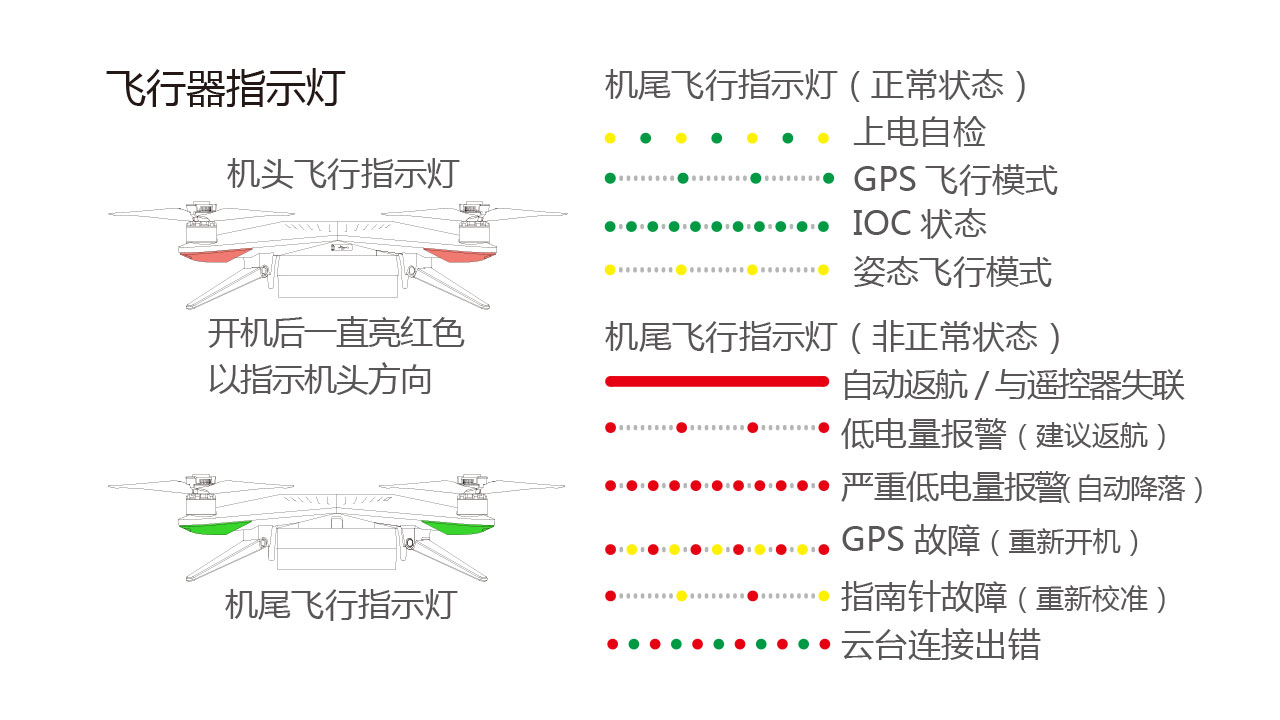 飞行器指示灯
机头飞行指示灯
开机后一直亮红色
以指示机头方向
机尾飞行指示灯
机尾飞行指示灯（正常状态）
上电自检
GPS 飞行模式
IOC 状态
姿态飞行模式
机尾飞行指示灯（非正常状态）
自动返航 / 与遥控器失联
低电量报警（建议返航）
严重低电量报警（自动降落）
GPS 故障（重新开机）
指南针故障（重新校准）
云台连接出错